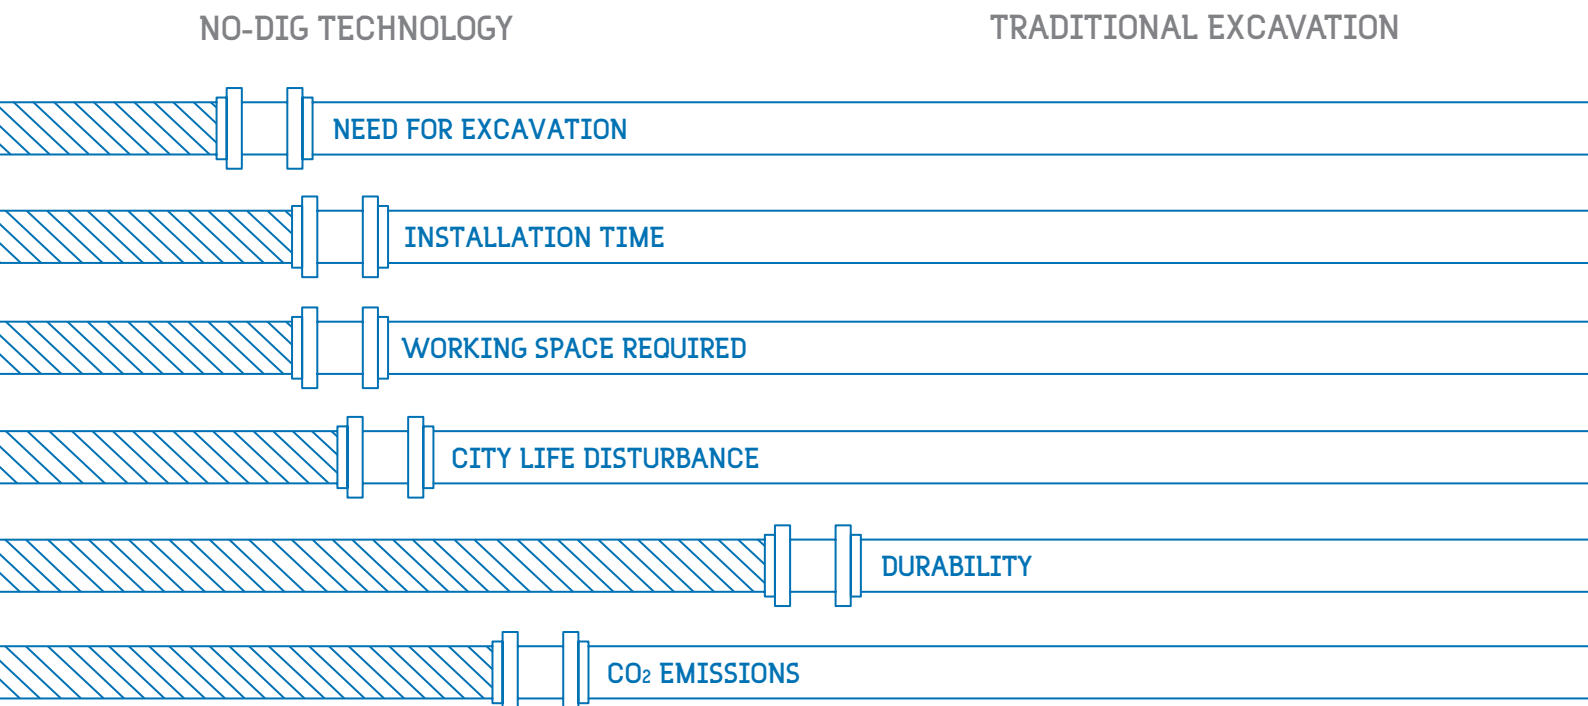 NO-DIG TECHNOLOGY
TRADITIONAL EXCAVATION
NEED FOR EXCAVATION
INSTALLATION TIME
WORKING SPACE REQUIRED
CITY LIFE DISTURBANCE
DURABILITY
CO₂ EMISSIONS